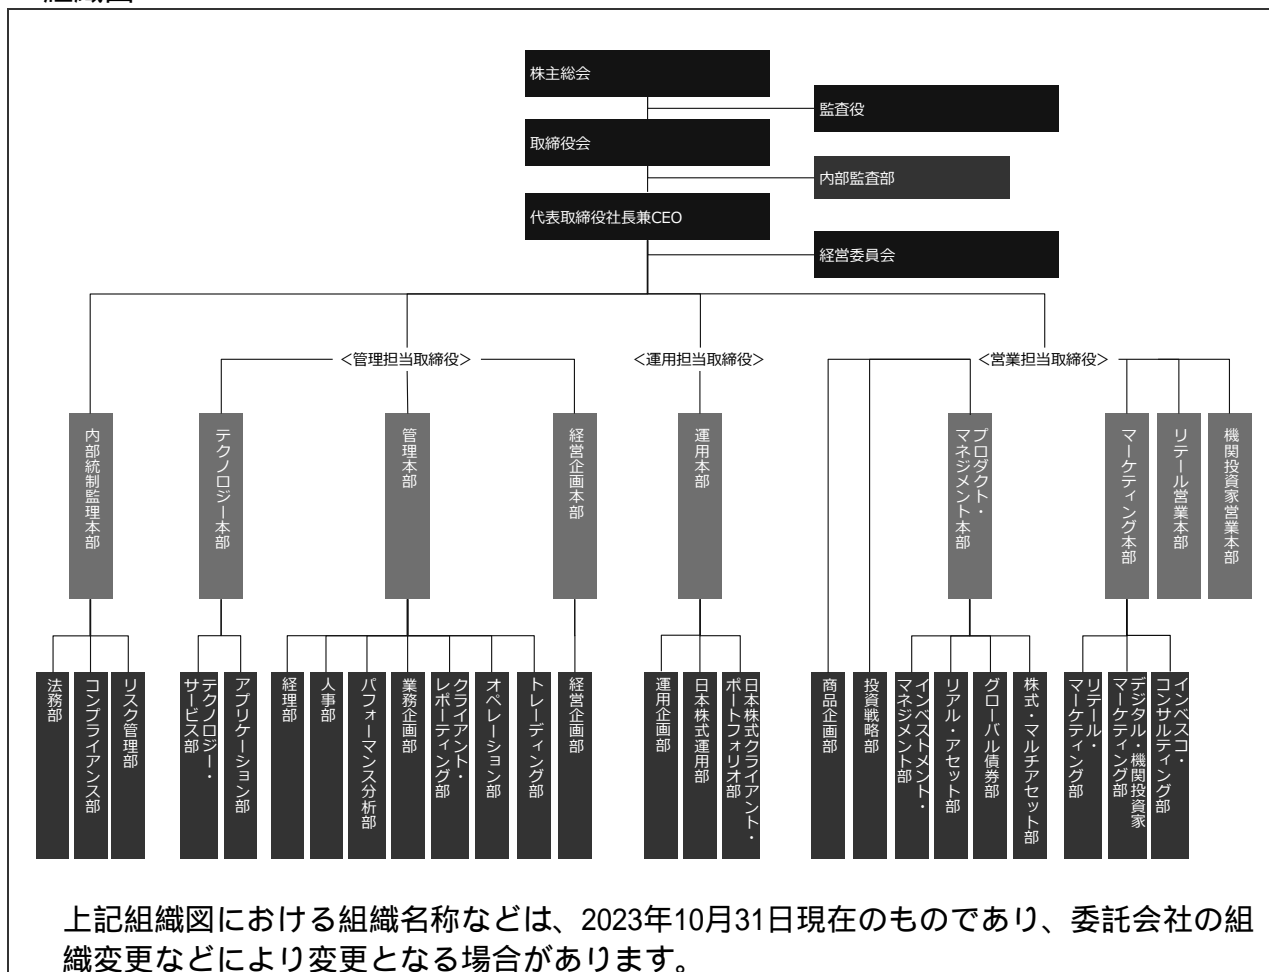 株主総会
監査役
取締役会
内部監査部
代表取締役社長兼CEO
経営委員会
＜管理担当取締役＞
＜運用担当取締役＞
＜営業担当取締役＞
内部統制監理本部
テクノロジー本部
管理本部
経営企画本部
運用本部
プロダクト・
マネジメント本部
マーケティング本部
リテール営業本部
機関投資家営業本部
法務部
コンプライアンス部
リスク管理部
テクノロジー・
サービス部
アプリケーション部
経理部
人事部
パフォーマンス分析部
業務企画部
クライアント・
レポーティング部
オペレーション部
トレーディング部
経営企画部
運用企画部
日本株式運用部
日本株式クライアント・
ポートフォリオ部
商品企画部
投資戦略部
インベストメント・
マネジメント部
リアル・アセット部
グローバル債券部
株式・マルチアセット部
リテール・
マーケティング部
デジタル・機関投資家
マーケティング部
インベスコ・
コンサルティング部
上記組織図における組織名称などは、2023年10月31日現在のものであり、委託会社の組
織変更などにより変更となる場合があります。